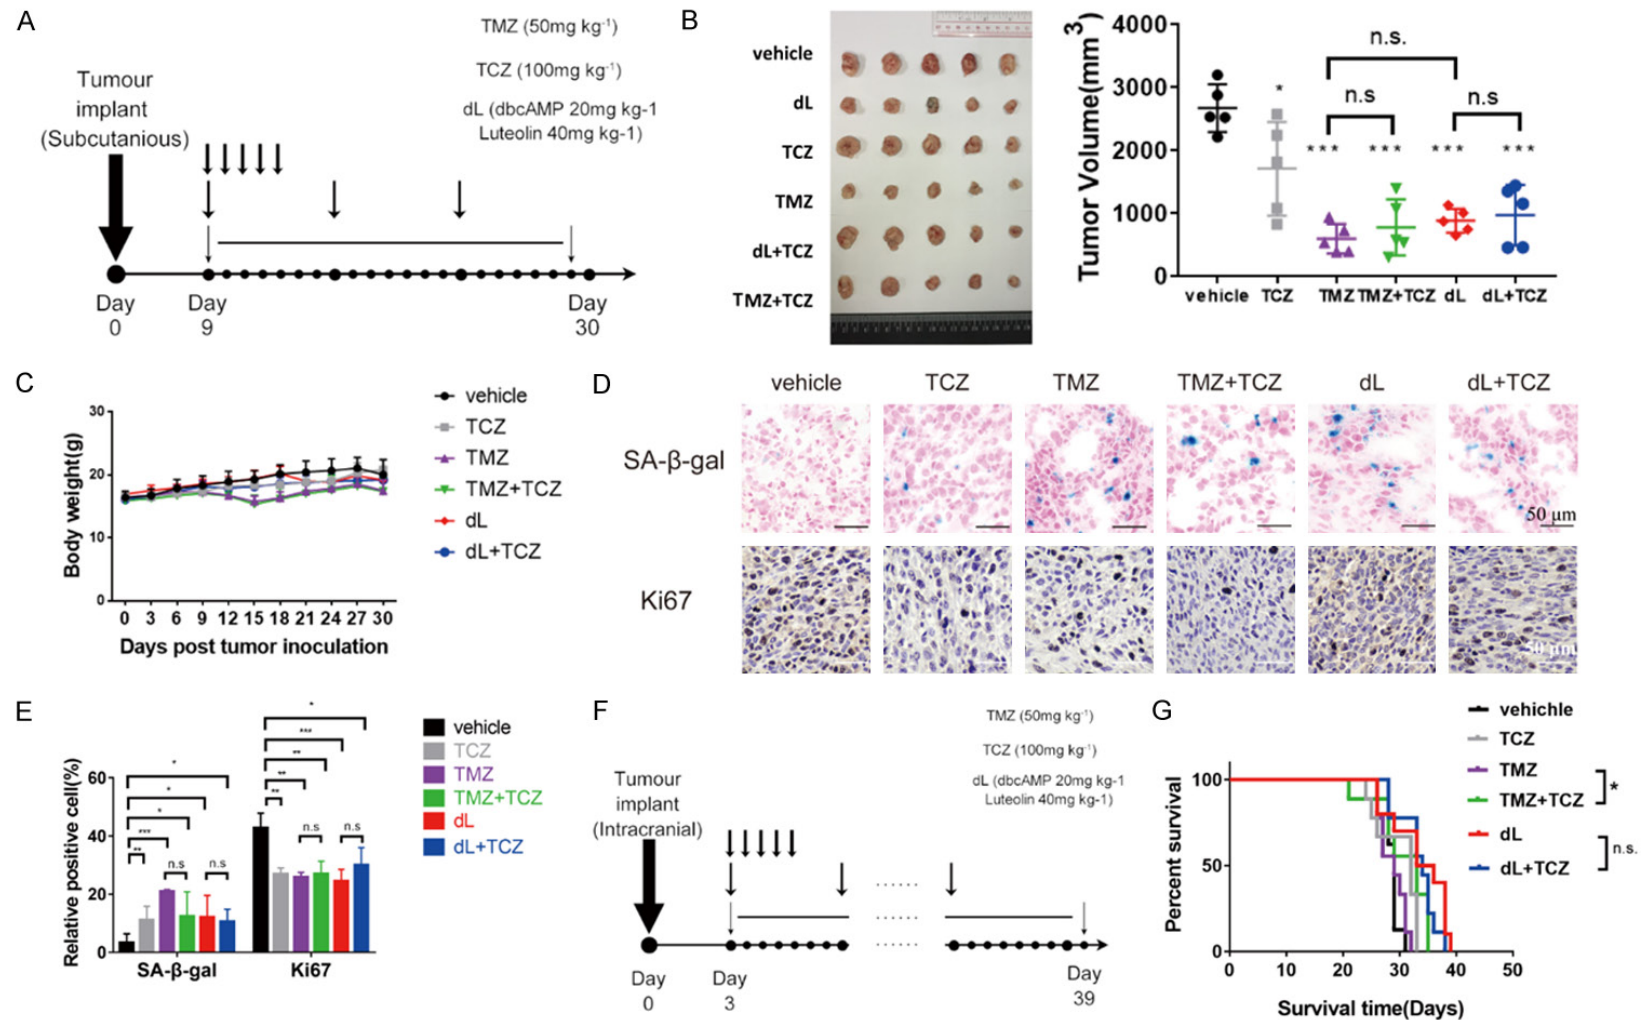 A
TMZ (50mg kg-1)
TCZ (100mg kg-1)
dL (dbcAMP 20mg kg-1
Luteolin 40mg kg-1)
Tumour
implant
(Subcutanious)
Day
0
Day
9
Day
30
B
vehicle
dL
TCZ
TMZ
dL+TCZ
TMZ+TCZ
Tumor Volume(mm3)
4000
3000
2000
1000
0
n.s.
n.s
n.s
*
***
***
***
***
vehicle TCZ TMZ TMZ+TCZ dL dL+TCZ
C
Body weight(g)
30
20
10
0
0 3 6 9 12 15 18 21 24 27 30
Days post tumor inoculation
vehicle
TCZ
TMZ
TMZ+TCZ
dL
dL+TCZ
D
vehicle TCZ TMZ TMZ+TCZ dL dL+TCZ
SA-β-gal
50 μm
Ki67
50 μm
E
Relative positive cell(%)
60
40
20
0
*
*
*
***
**
n.s
n.s
*
***
**
**
**
n.s
n.s
SA-β-gal Ki67
vehicle
TCZ
TMZ
TMZ+TCZ
dL
dL+TCZ
F
TMZ (50mg kg-1)
TCZ (100mg kg-1)
dL (dbcAMP 20mg kg-1
Luteolin 40mg kg-1)
Tumour
implant
(Intracranial)
Day
0
Day
3
Day
39
G
vehichle
TCZ
TMZ
TMZ+TCZ
dL
dL+TCZ
*
n.s.
Percent survival
100
50
0
0 10 20 30 40 50
Survival time(Days)